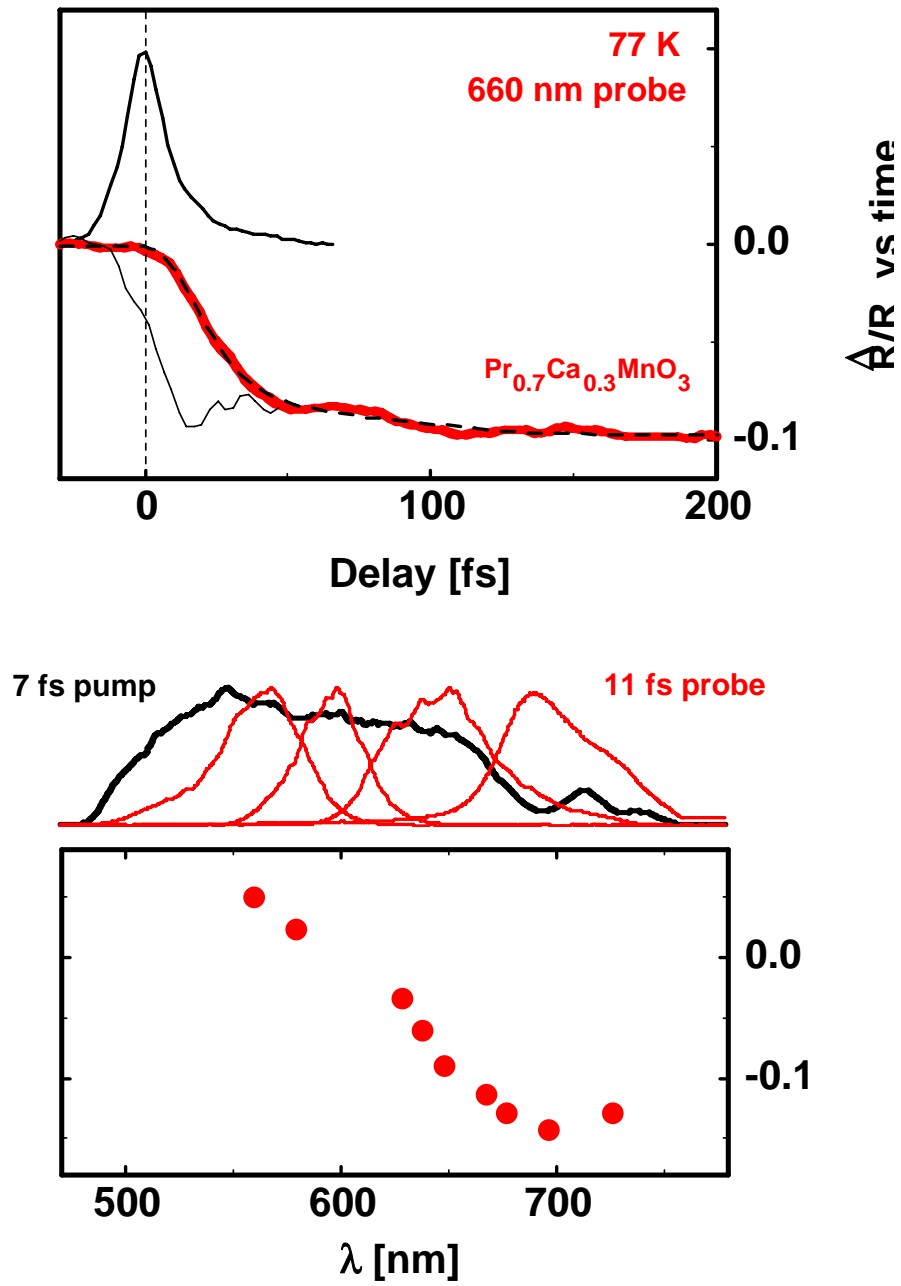 77 K
660 nm probe
0.0
ΔR/R vs time
Pr0.7Ca0.3MnO3
-0.1
0 100 200
Delay [fs]
7 fs pump 11 fs probe
0.0
-0.1
500 600 700
λ [nm]